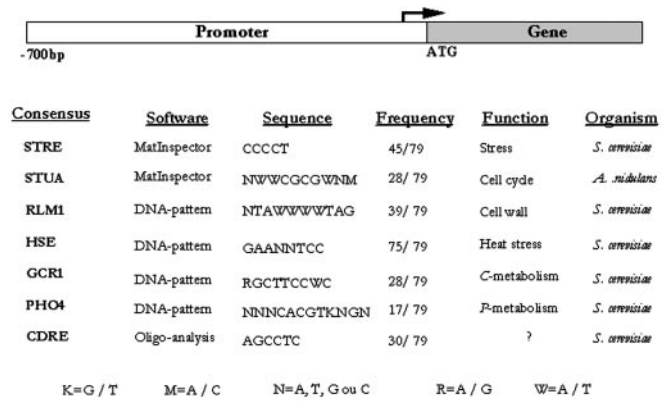 Promoter Gene
-700bp ATG
Consensus Software Sequence Frequency Function Organism
STRE MatInspector CCCCT 45/79 Stress S. cerevisiae
STUA MatInspector NWWCGCGWNM 28/ 79 Cell cycle A. nidulans
RLM1 DNA-pattern NTAWWWWTAG 39/ 79 Cell wall S. cerevisiae
HSE DNA-pattern GAANNTCC 75/ 79 Heat stress S. cerevisiae
GCR1 DNA-pattern RGCTTCCWC 28/ 79 C-metabolism S. cerevisiae
PHO4 DNA-pattern NNNCACGTKNGN 17/ 79 P-metabolism S. cerevisiae
CDRE Oligo-analysis AGCCTC 30/ 79 ? S. cerevisiae
K=G / T M=A / C N=A, T, G ou C R=A / G W=A / T